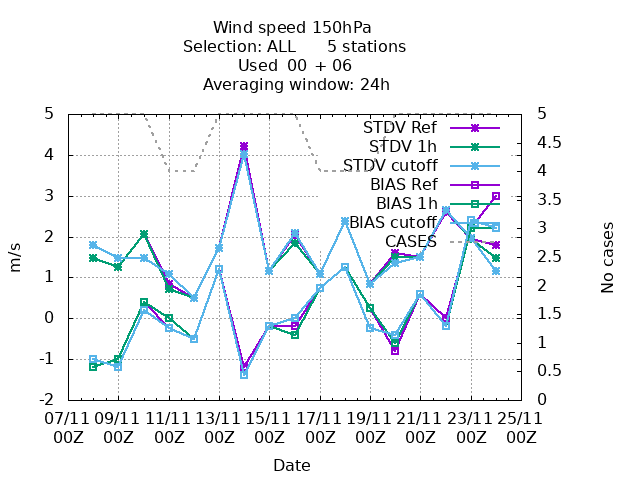 Wind speed 150hPa
Selection: ALL 5 stations
Used 00 + 06
Averaging window: 24h
5 5
STDV Ref 4.5
4 STDV 1h 4
STDV cutoff
3 BIAS Ref 3.5
BIAS 1h 3
2 BIAS cutoff
CASES 2.5
1 2
0 1.5
-1 1
0.5
-2 0
m/s
No cases
07/11 09/11 11/11 13/11 15/11 17/11 19/11 21/11 23/11 25/11
00Z 00Z 00Z 00Z 00Z 00Z 00Z 00Z 00Z 00Z
Date